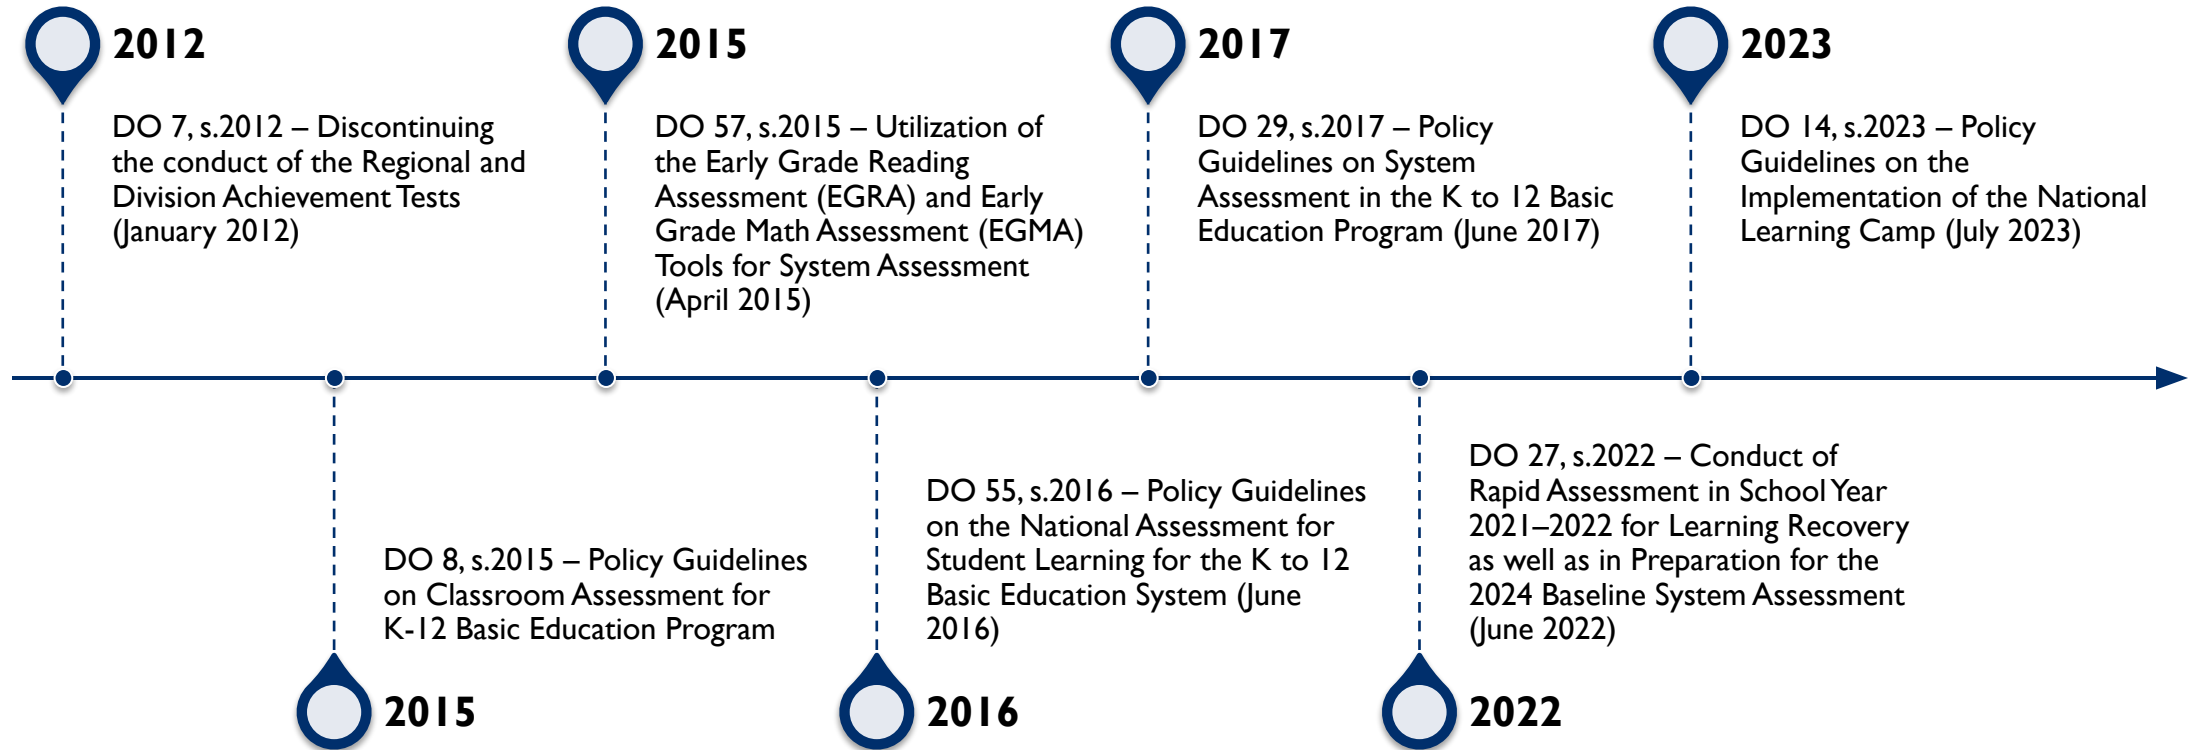 2012
DO 7, s.2012 – Discontinuing
the conduct of the Regional and
Division Achievement Tests
(January 2012)
2015
DO 57, s.2015 – Utilization of
the Early Grade Reading
Assessment (EGRA) and Early
Grade Math Assessment (EGMA)
Tools for System Assessment
(April 2015)
2017
DO 29, s.2017 – Policy
Guidelines on System
Assessment in the K to 12 Basic
Education Program (June 2017)
2023
DO 14, s.2023 – Policy
Guidelines on the
Implementation of the National
Learning Camp (July 2023)
DO 8, s.2015 – Policy Guidelines
on Classroom Assessment for
K-12 Basic Education Program
2015
DO 55, s.2016 – Policy Guidelines
on the National Assessment for
Student Learning for the K to 12
Basic Education System (June
2016)
2016
DO 27, s.2022 – Conduct of
Rapid Assessment in School Year
2021–2022 for Learning Recovery
as well as in Preparation for the
2024 Baseline System Assessment
(June 2022)
2022